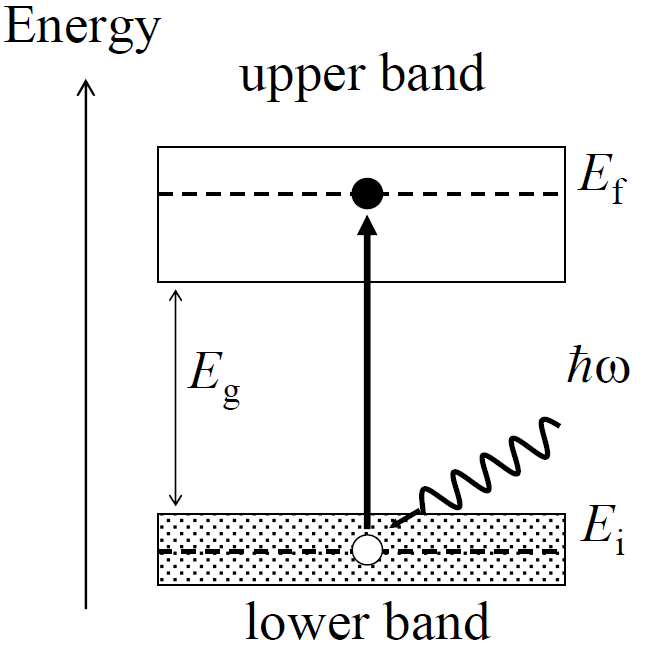 Energy
upper band
E_f
E_g
ħω
E_i
lower band